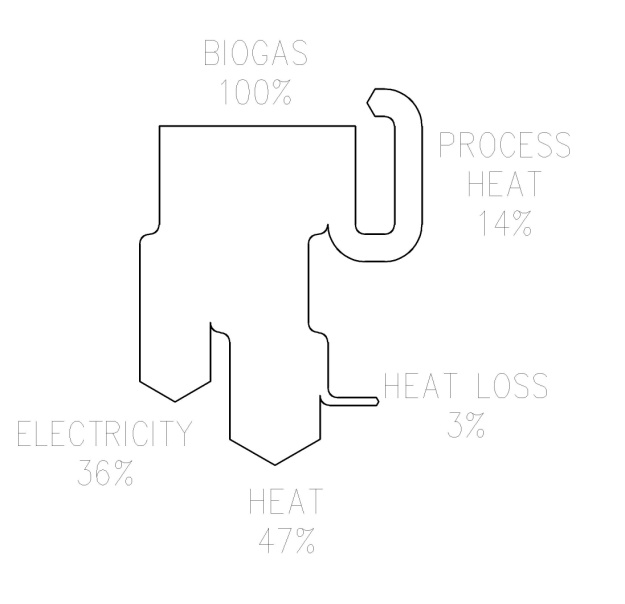 BIOGAS
100%
PROCESS
HEAT
14%
HEAT LOSS
3%
ELECTRICITY
36%
HEAT
47%